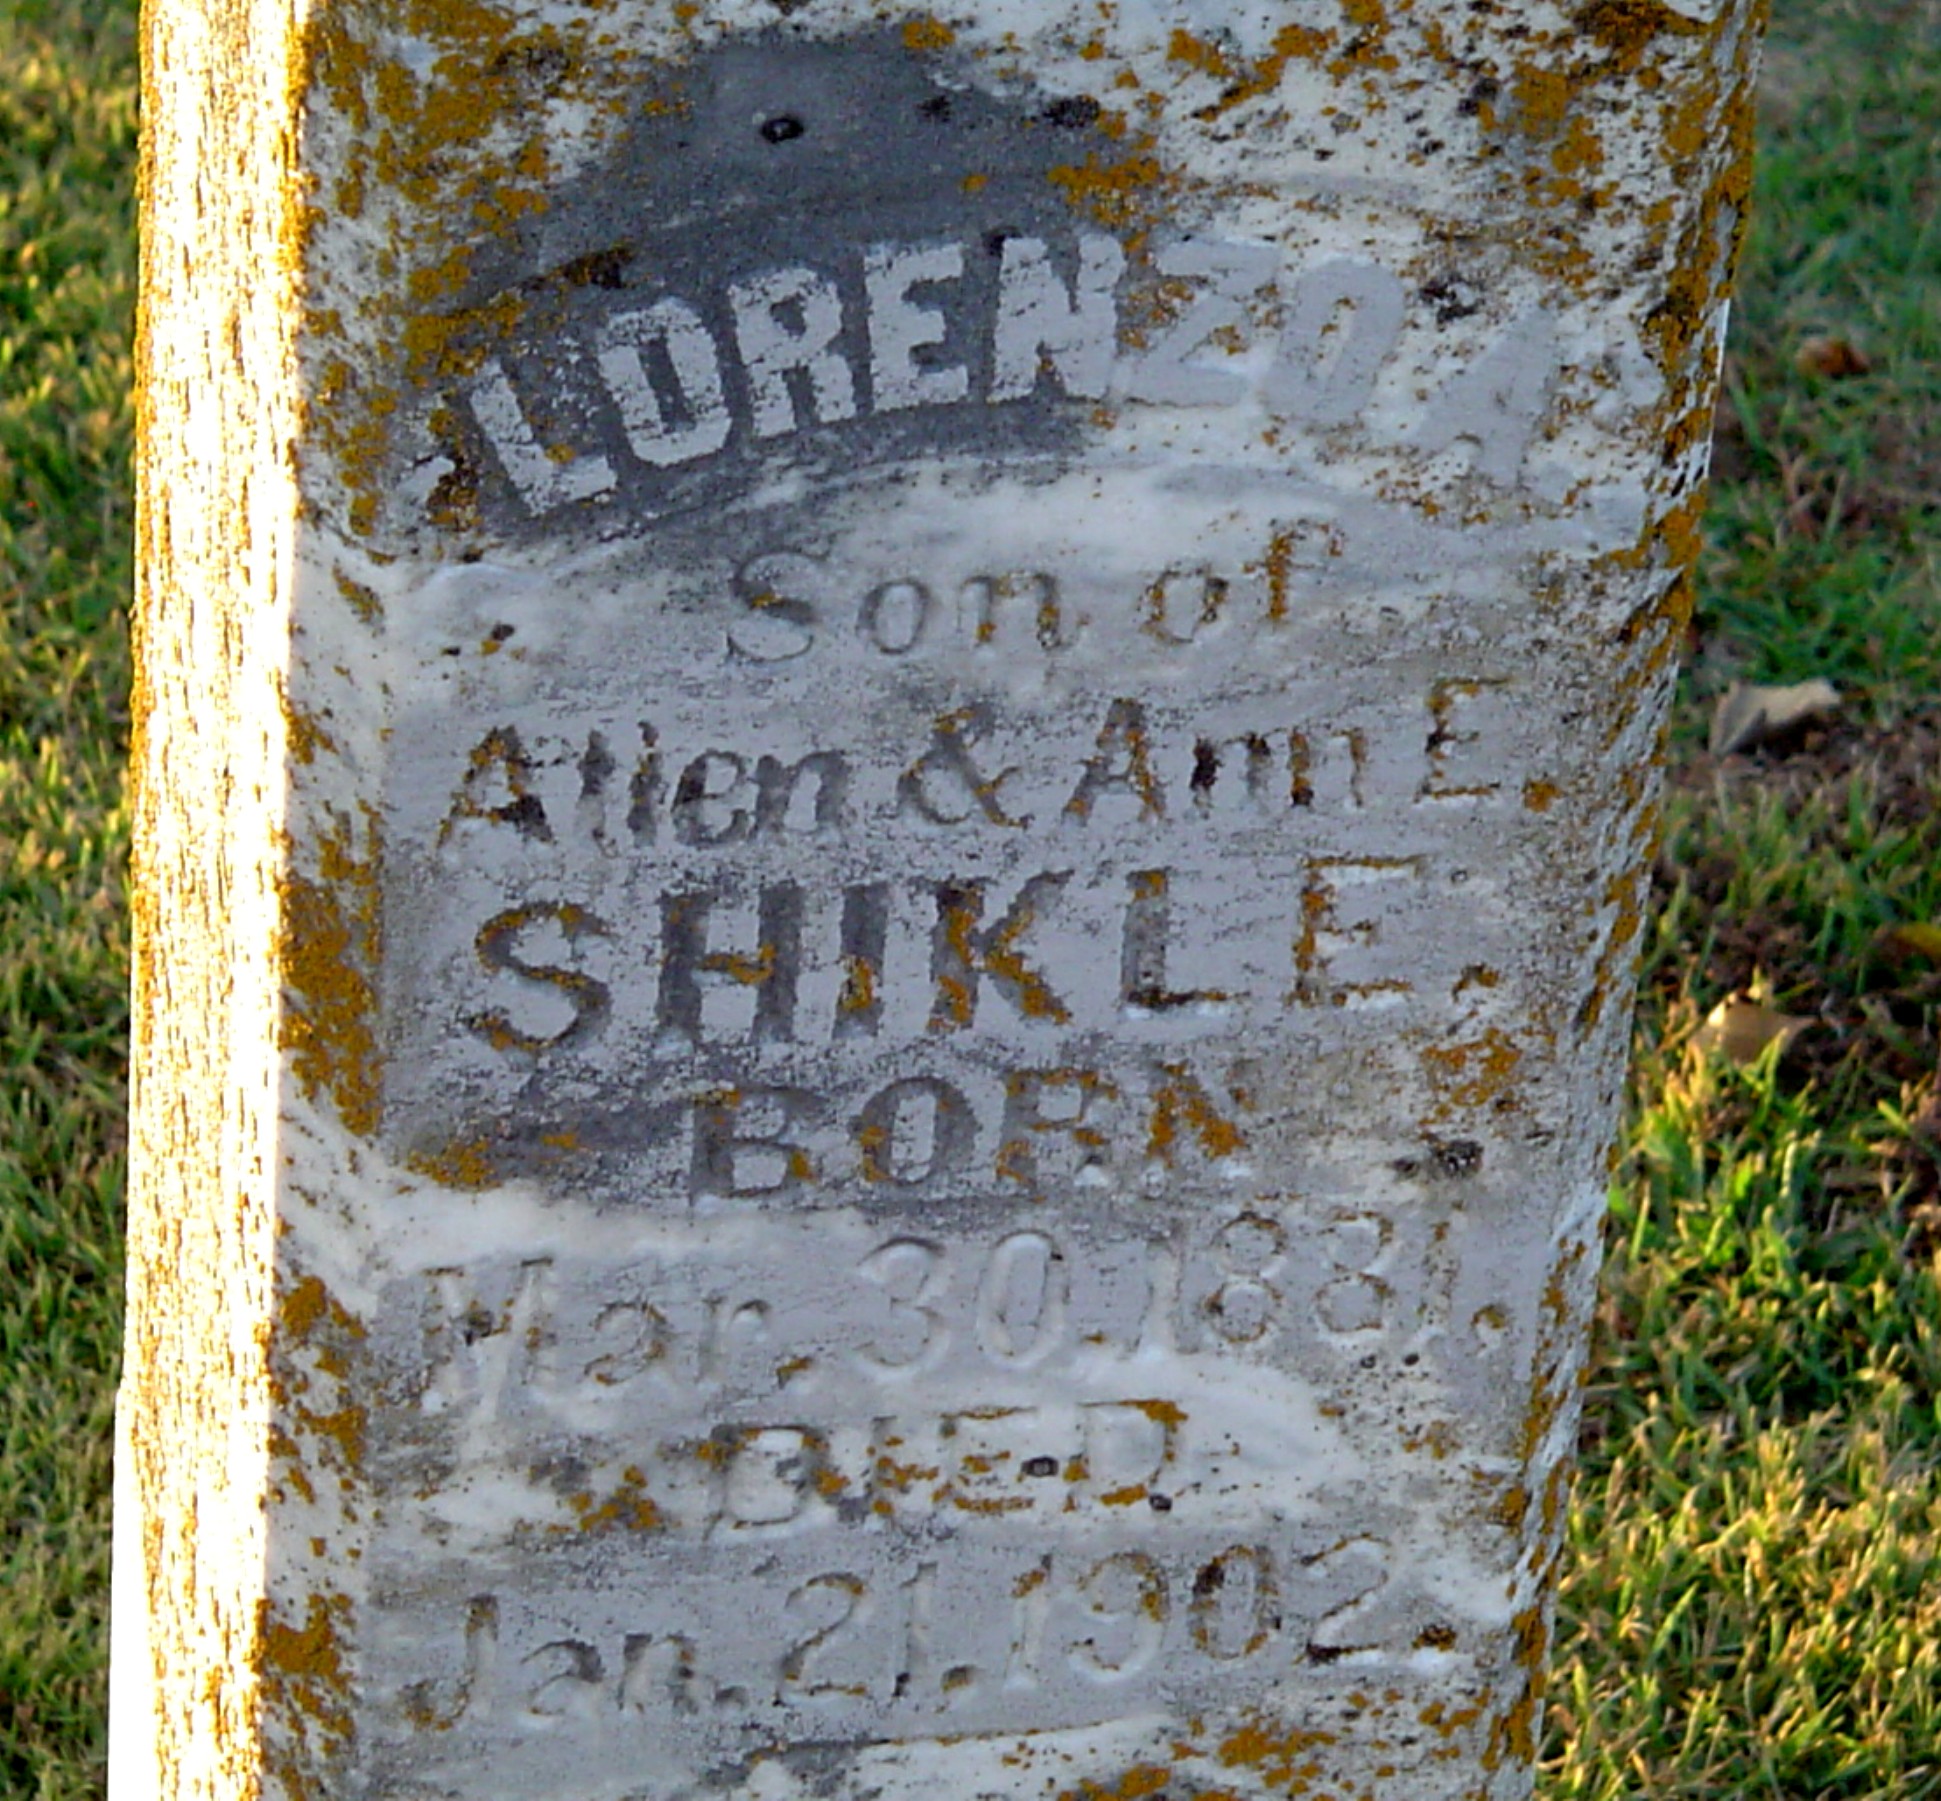 LORENZO A.
Son of
Allen & Ann E.
SHIKLE.
BORN
Mar. 30, 1881.
DIED
Jan. 21, 1902.